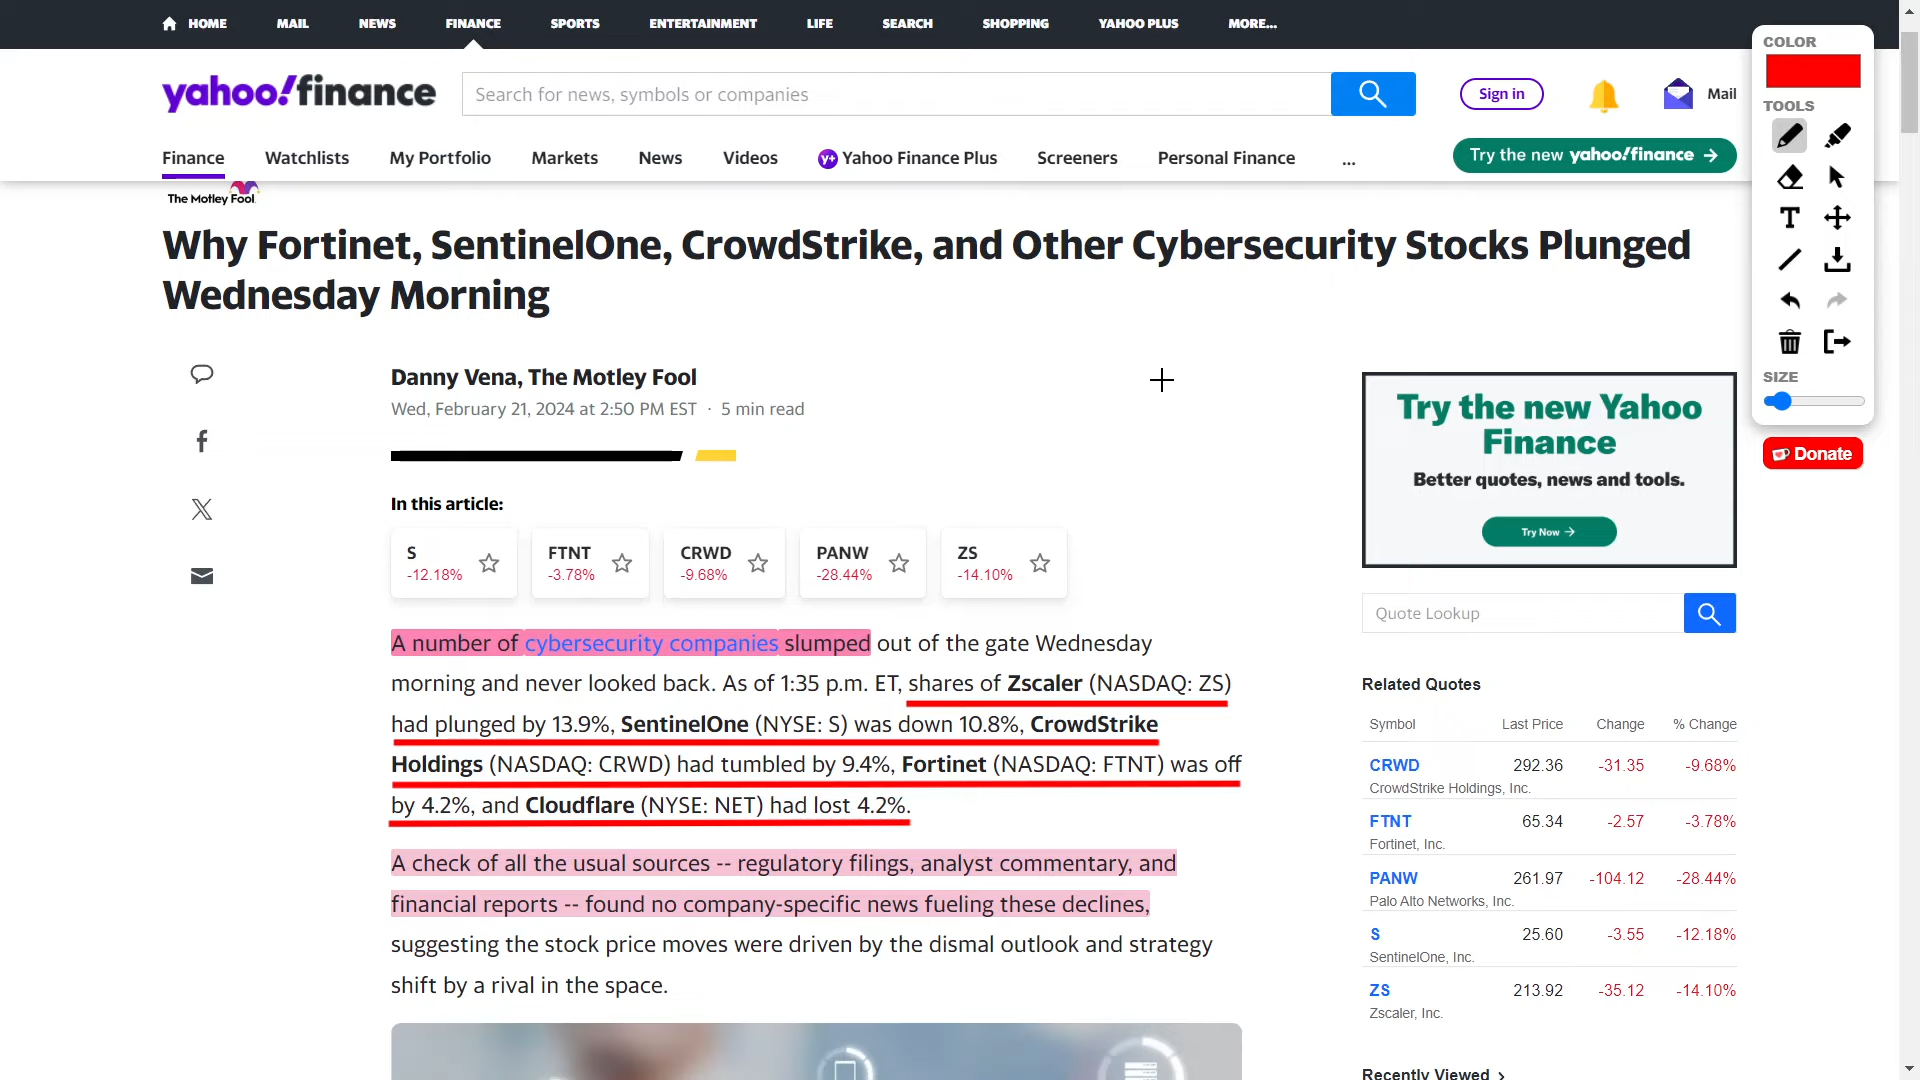 HOME MAIL NEWS FINANCE SPORTS ENTERTAINMENT LIFE SEARCH SHOPPING YAHOO PLUS MORE...
yahoo!finance
Search for news, symbols or companies
Sign in
Mail
Finance Watchlists My Portfolio Markets News Videos y+ Yahoo Finance Plus Screeners Personal Finance ...
Try the new yahoo!finance →
COLOR
TOOLS
T
SIZE
Donate
The Motley Fool
Why Fortinet, SentinelOne, CrowdStrike, and Other Cybersecurity Stocks Plunged
Wednesday Morning
Danny Vena, The Motley Fool
Wed, February 21, 2024 at 2:50 PM EST · 5 min read
In this article:
S FTNT CRWD PANW ZS
-12.18% -3.78% -9.68% -28.44% -14.10%
A number of cybersecurity companies slumped out of the gate Wednesday
morning and never looked back. As of 1:35 p.m. ET, shares of Zscaler (NASDAQ: ZS)
had plunged by 13.9%, SentinelOne (NYSE: S) was down 10.8%, CrowdStrike
Holdings (NASDAQ: CRWD) had tumbled by 9.4%, Fortinet (NASDAQ: FTNT) was off
by 4.2%, and Cloudflare (NYSE: NET) had lost 4.2%.
A check of all the usual sources -- regulatory filings, analyst commentary, and
financial reports -- found no company-specific news fueling these declines,
suggesting the stock price moves were driven by the dismal outlook and strategy
shift by a rival in the space.
Try the new Yahoo
Finance
Better quotes, news and tools.
Try Now →
Quote Lookup
Related Quotes
Symbol Last Price Change % Change
CRWD 292.36 -31.35 -9.68%
CrowdStrike Holdings, Inc.
FTNT 65.34 -2.57 -3.78%
Fortinet, Inc.
PANW 261.97 -104.12 -28.44%
Palo Alto Networks, Inc.
S 25.60 -3.55 -12.18%
SentinelOne, Inc.
ZS 213.92 -35.12 -14.10%
Zscaler, Inc.
Recently Viewed >